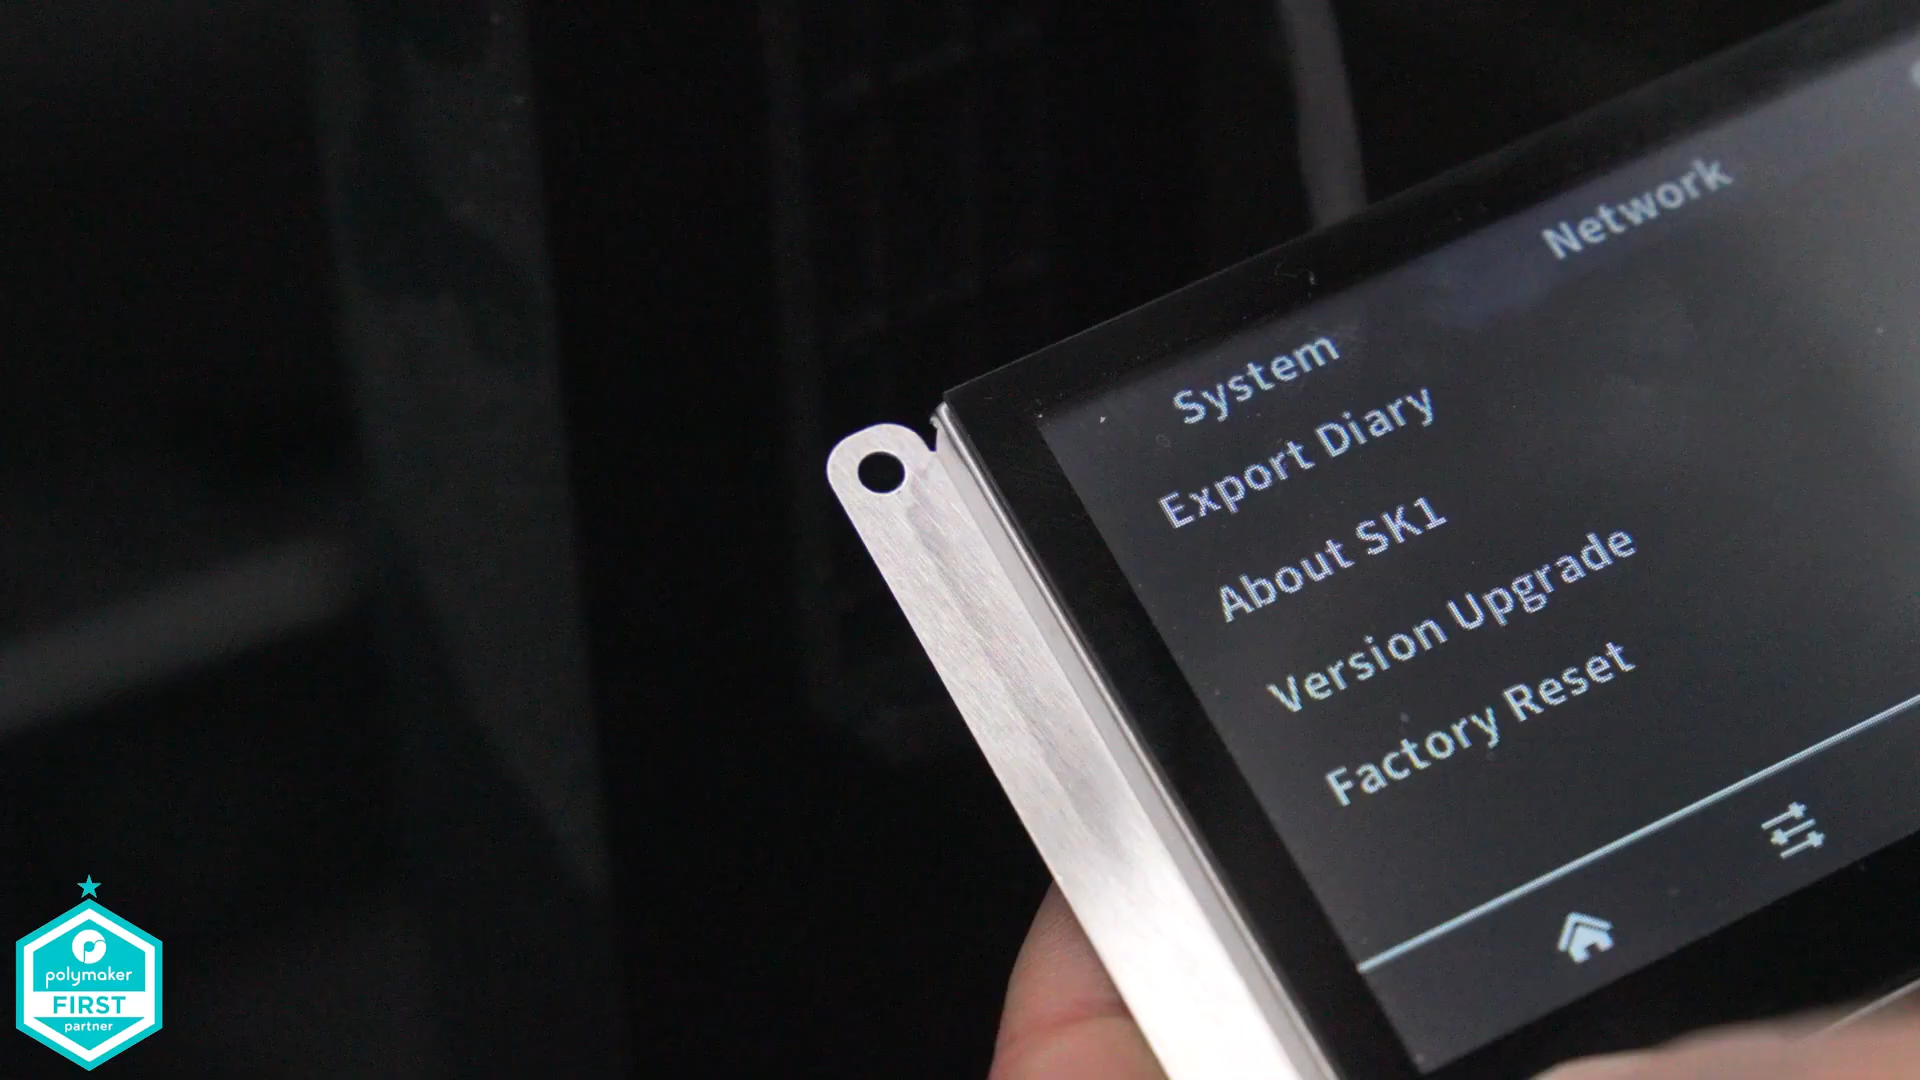 Network
System
Export Diary
About SK1
Version Upgrade
Factory Reset
polymaker
FIRST
partner